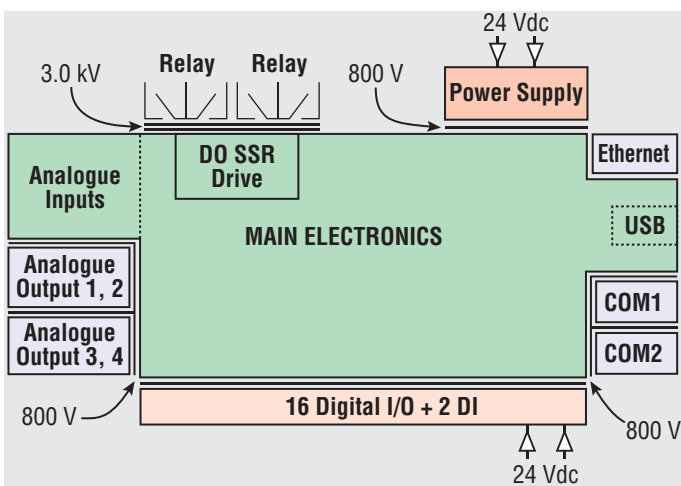 24 Vdc
Relay
Relay
3.0 kV
800 V
Power Supply
DO SSR
Drive
Ethernet
Analogue
Inputs
USB
MAIN ELECTRONICS
Analogue
Output 1, 2
COM1
Analogue
Output 3, 4
COM2
800 V
16 Digital I/O + 2 DI
800 V
24 Vdc